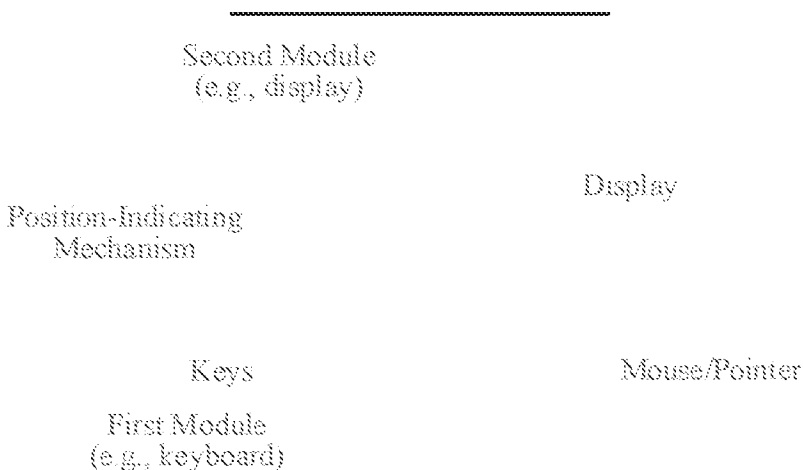 Second Module
(e.g., display)
Display
Position-Indicating
Mechanism
Keys
Mouse/Pointer
First Module
(e.g., keyboard)